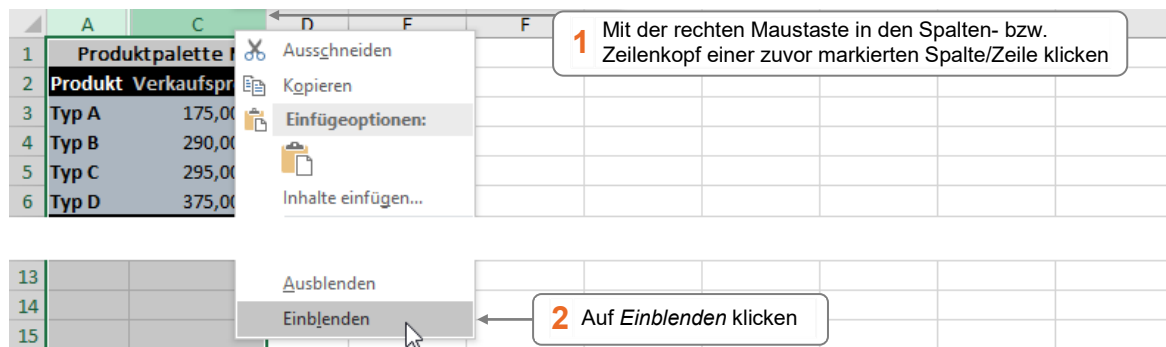 A C D E F
1 Mit der rechten Maustaste in den Spalten- bzw.
Zeilenkopf einer zuvor markierten Spalte/Zeile klicken
1 Produktpalette
2 Produkt Verkaufspr
3 Typ A 175,00
4 Typ B 290,00
5 Typ C 295,00
6 Typ D 375,00
Ausschneiden
Kopieren
Einfügeoptionen:
Inhalte einfügen...
13
14
15
Ausblenden
Einblenden
2 Auf Einblenden klicken